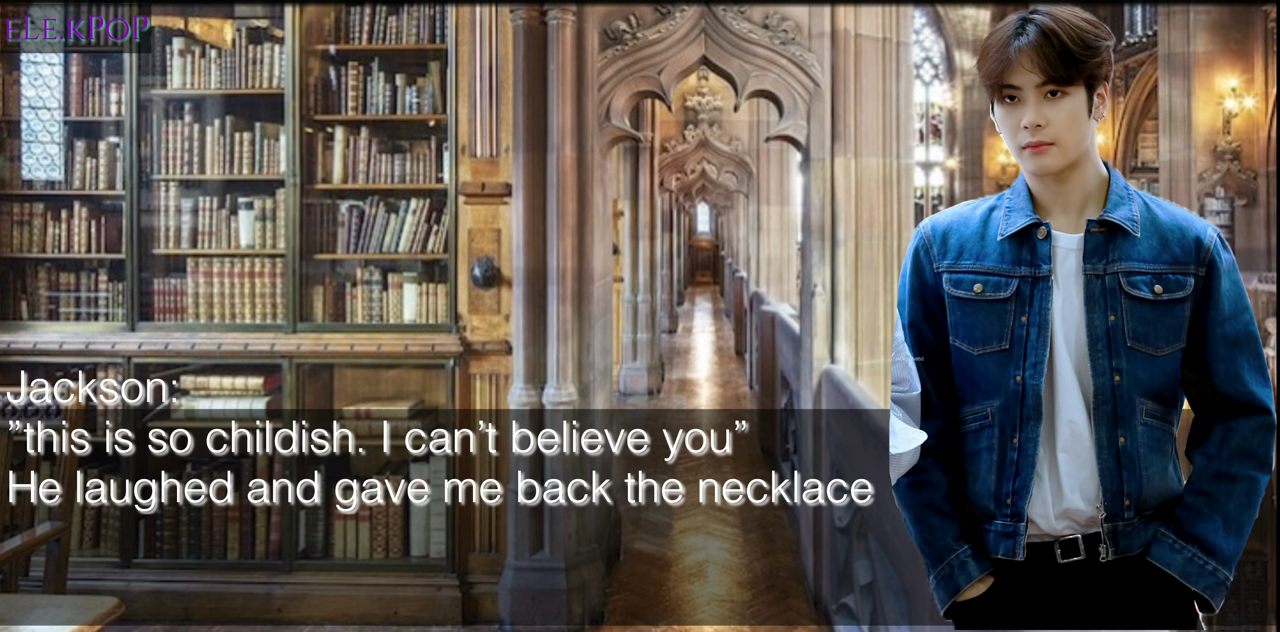 eLE.KPOP
Jackson:
”this is so childish. I can’t believe you”
He laughed and gave me back the necklace